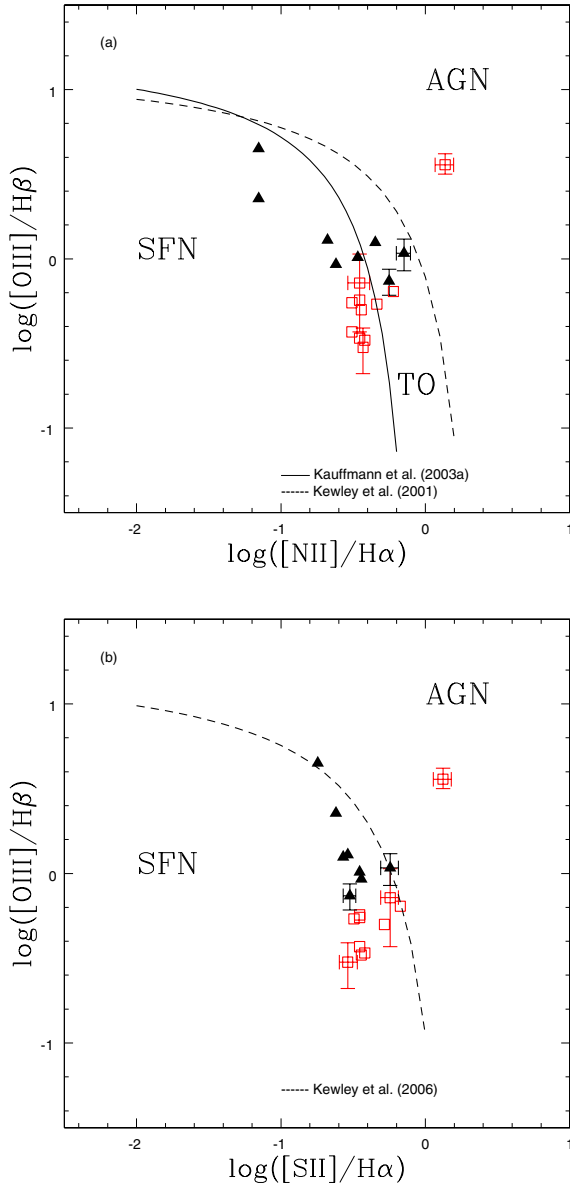 (a)
AGN
SFN
TO
1
0
-1
log([OIII]/Hβ)
Kauffmann et al. (2003a)
Kewley et al. (2001)
-2
-1
0
1
log([NII]/Hα)
(b)
AGN
SFN
1
0
-1
log([OIII]/Hβ)
Kewley et al. (2006)
-2
-1
0
1
log([SII]/Hα)